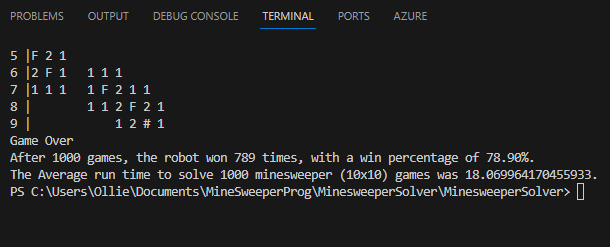 PROBLEMS OUTPUT DEBUG CONSOLE TERMINAL PORTS AZURE
5 |F 2 1
6 |2 F 1   1 1 1
7 |1 1 1   1 F 2 1 1
8 |        1 1 2 F 2 1
9 |            1 2 # 1
Game Over
After 1000 games, the robot won 789 times, with a win percentage of 78.90%.
The Average run time to solve 1000 minesweeper (10x10) games was 18.069964170455933.
PS C:\Users\Ollie\Documents\MineSweeperProg\MinesweeperSolver\MinesweeperSolver>